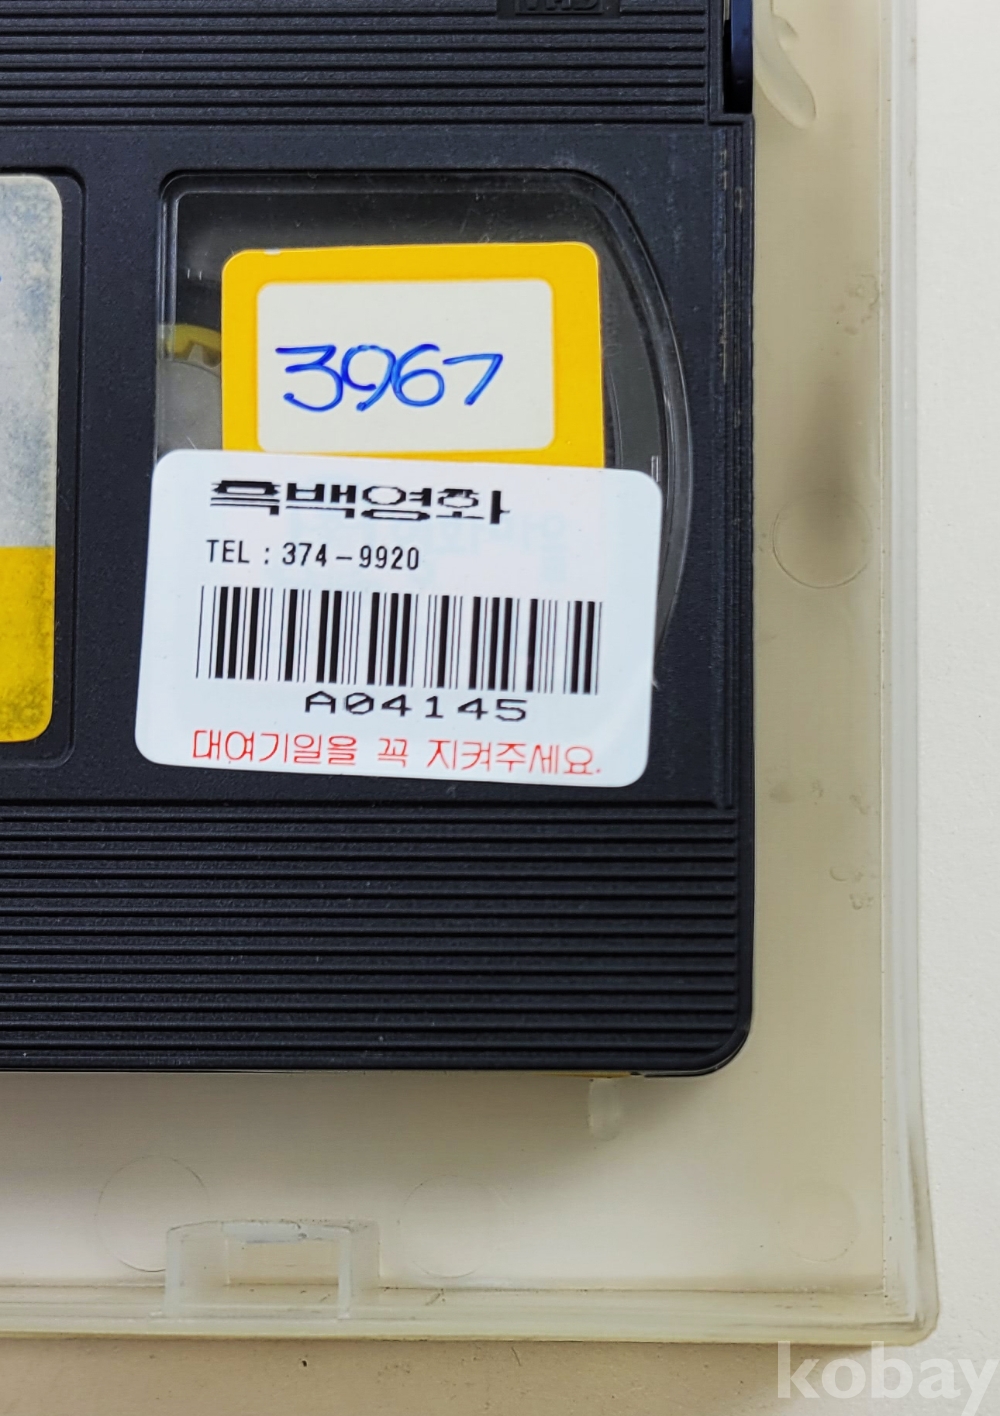 VHS
3967
흑백영화
TEL : 374-9920
A04145
대여기일을 꼭 지켜주세요.
kobay